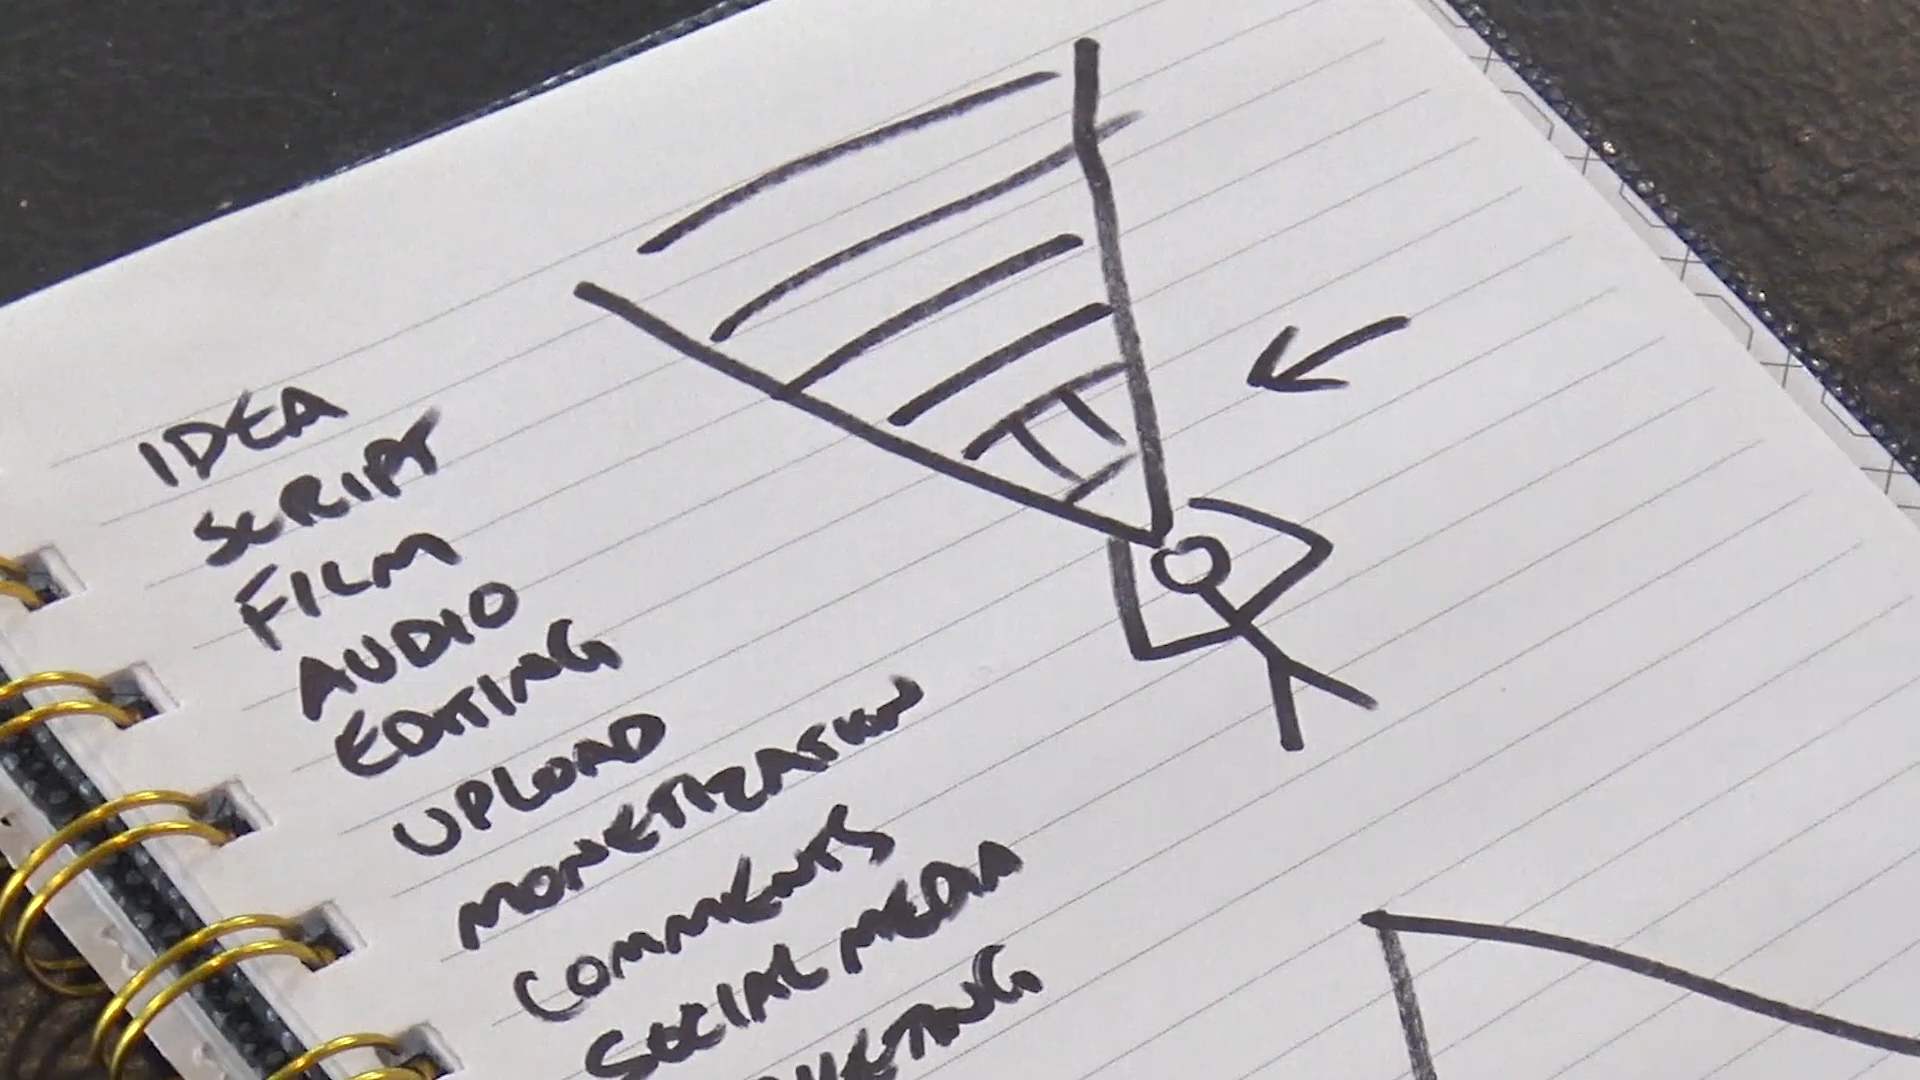 IDEA
SCRIPT
FILM
AUDIO
EDITING
UPLOAD
MONETIZATION
COMMENTS
SOCIAL MEDIA